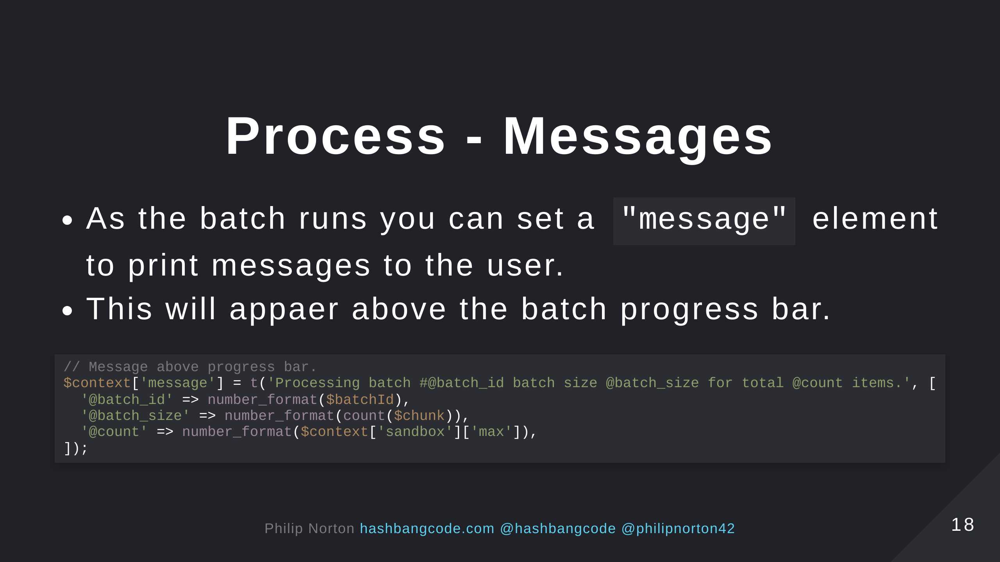 Process - Messages
• As the batch runs you can set a "message" element
to print messages to the user.
• This will appaer above the batch progress bar.
// Message above progress bar.
$context['message'] = t('Processing batch #@batch_id batch size @batch_size for total @count items.', [
  '@batch_id' => number_format($batchId),
  '@batch_size' => number_format(count($chunk)),
  '@count' => number_format($context['sandbox']['max']),
]);
Philip Norton hashbangcode.com @hashbangcode @philipnorton42
18